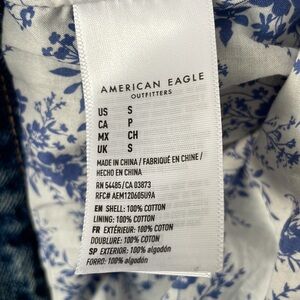 AMERICAN EAGLE
OUTFITTERS
US S
CA P
MX CH
UK S
MADE IN CHINA / FABRIQUÉ EN CHINE /
HECHO EN CHINA
RN 54485/CA 03873
RFC# AEM120605U9A
EN SHELL: 100% COTTON
LINING: 100% COTTON
FR EXTÉRIEUR: 100% COTTON
DOUBLURE: 100% COTTON
SP EXTERIOR: 100% algodón
FORRO: 100% algodón